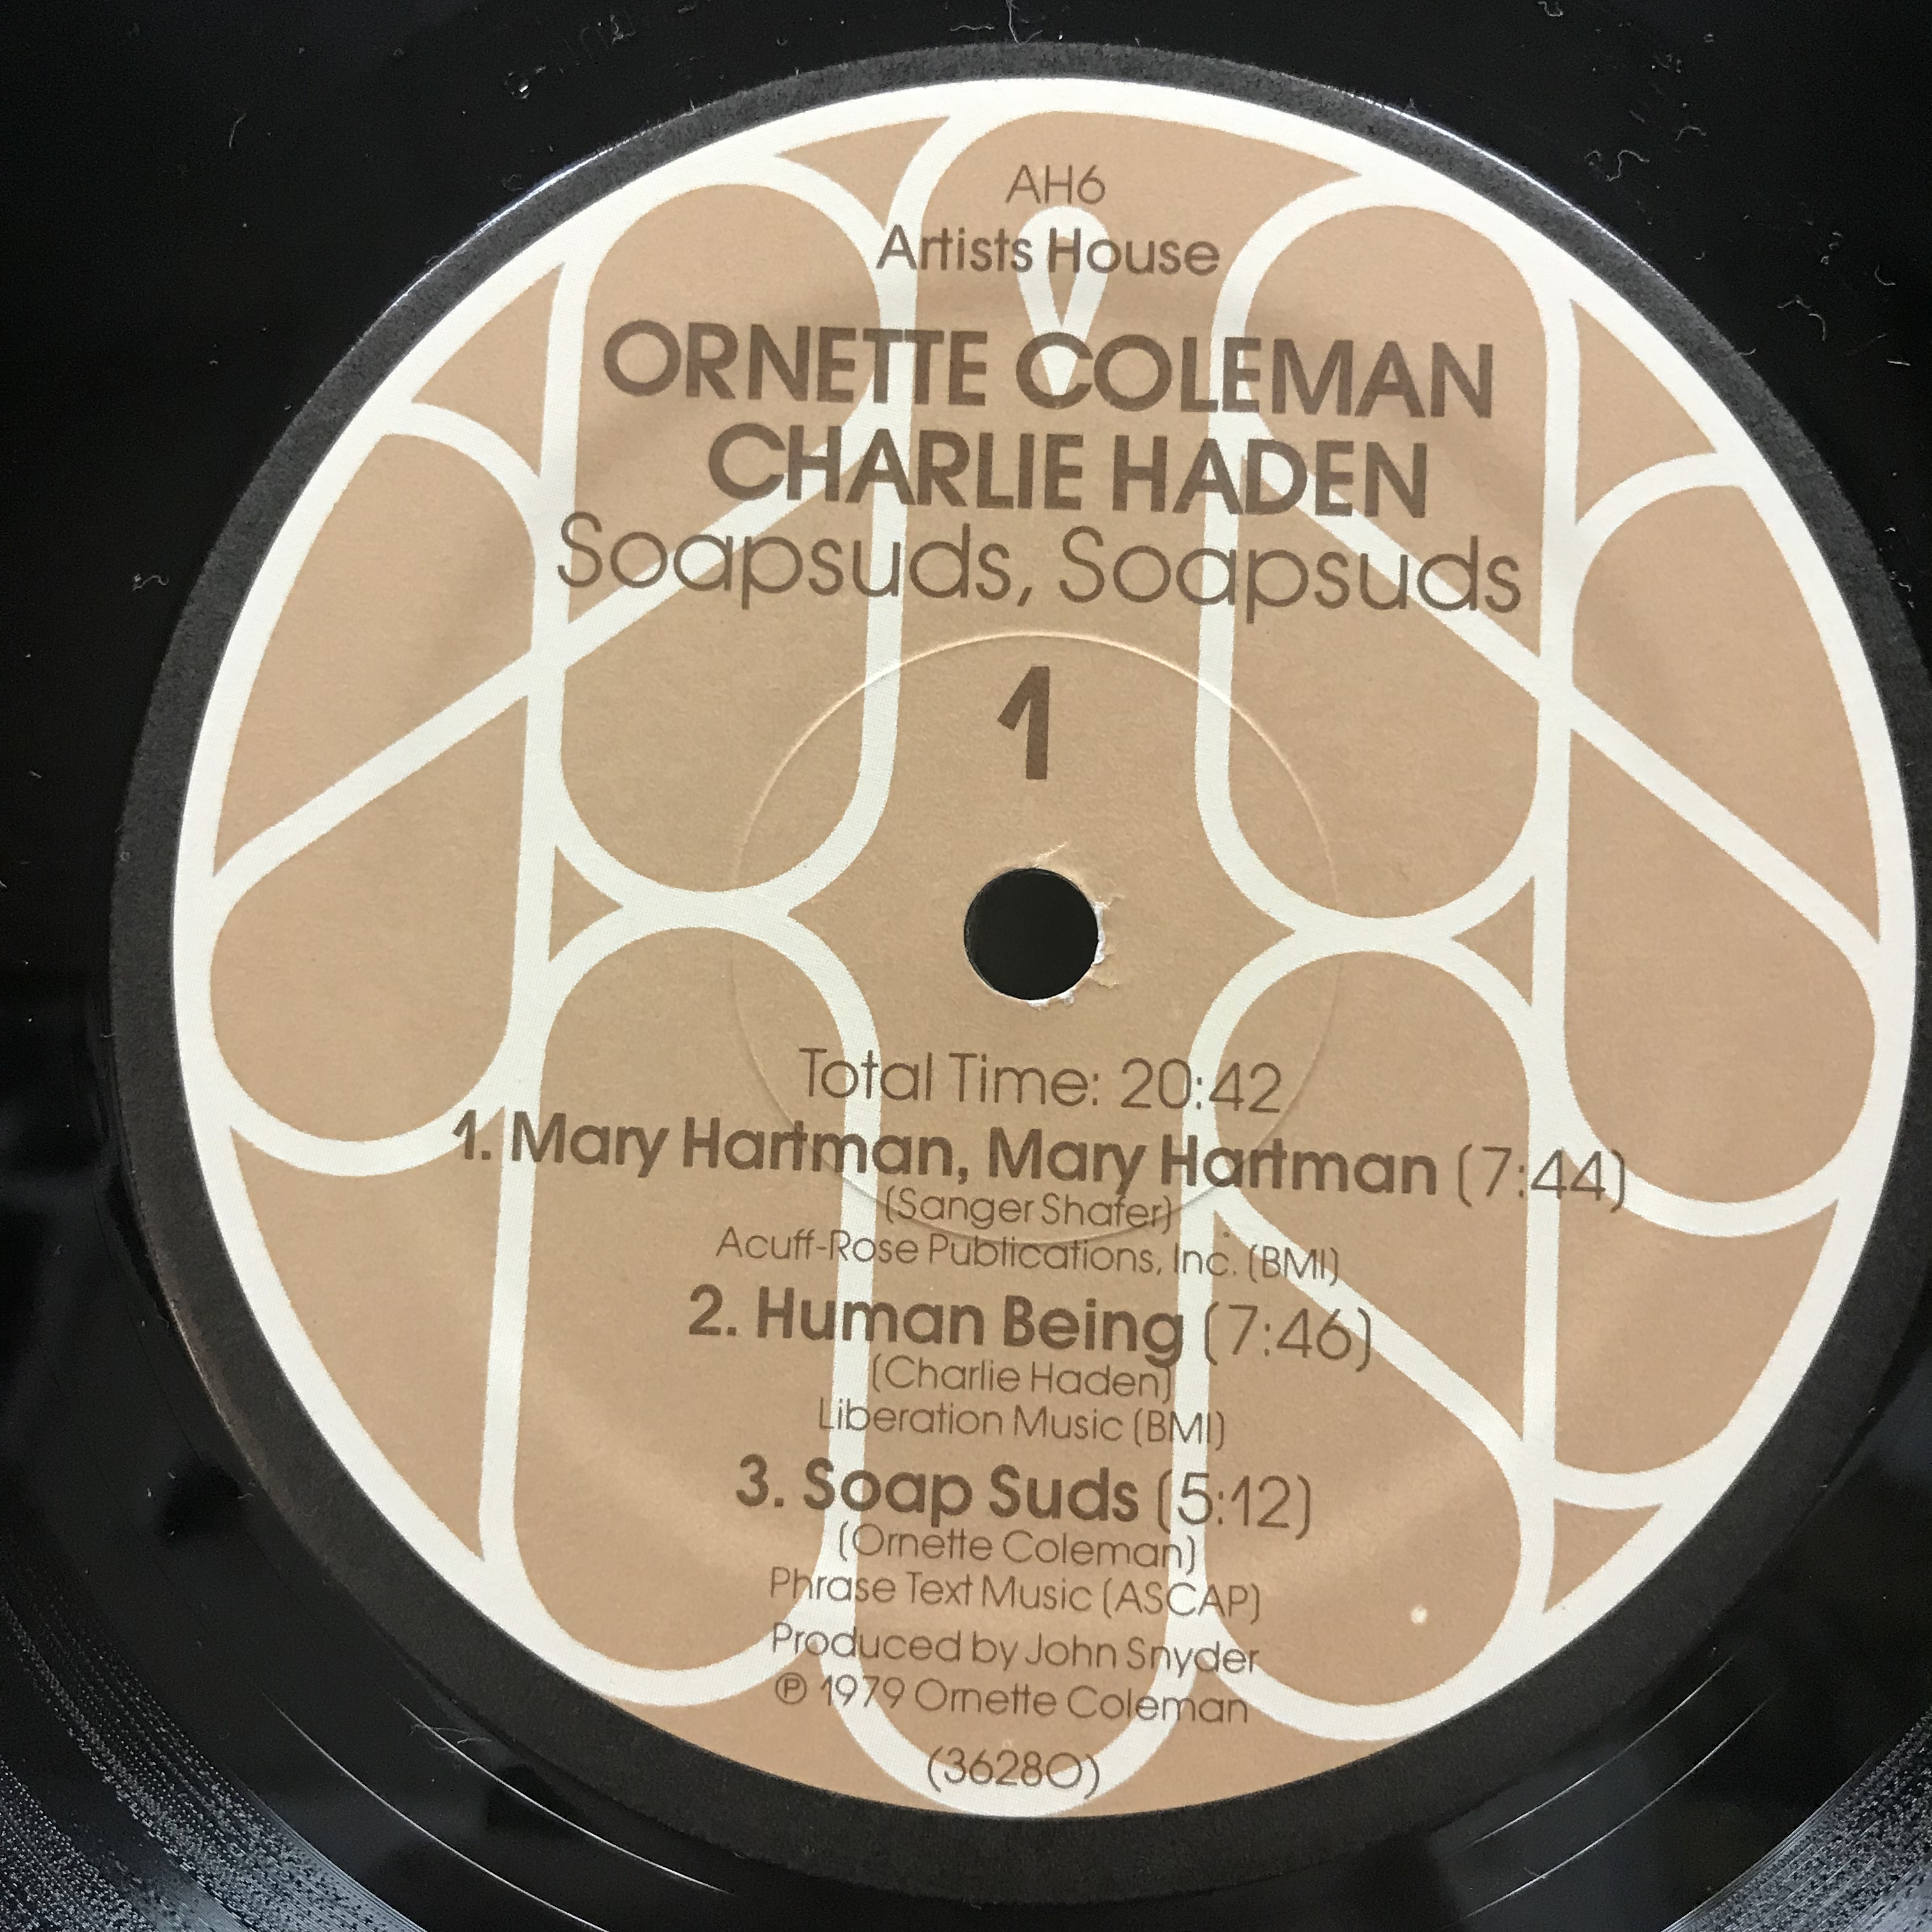 AH6
Artists House
ORNETTE COLEMAN
CHARLIE HADEN
Soapsuds, Soapsuds
1
Total Time: 20:42
1. Mary Hartman, Mary Hartman (7:44)
(Sanger Shafer)
Acuff-Rose Publications, Inc. (BMI)
2. Human Being (7:46)
(Charlie Haden)
Liberation Music (BMI)
3. Soap Suds (5:12)
(Ornette Coleman)
Phrase Text Music (ASCAP)
Produced by John Snyder
℗ 1979 Ornette Coleman
(36280)